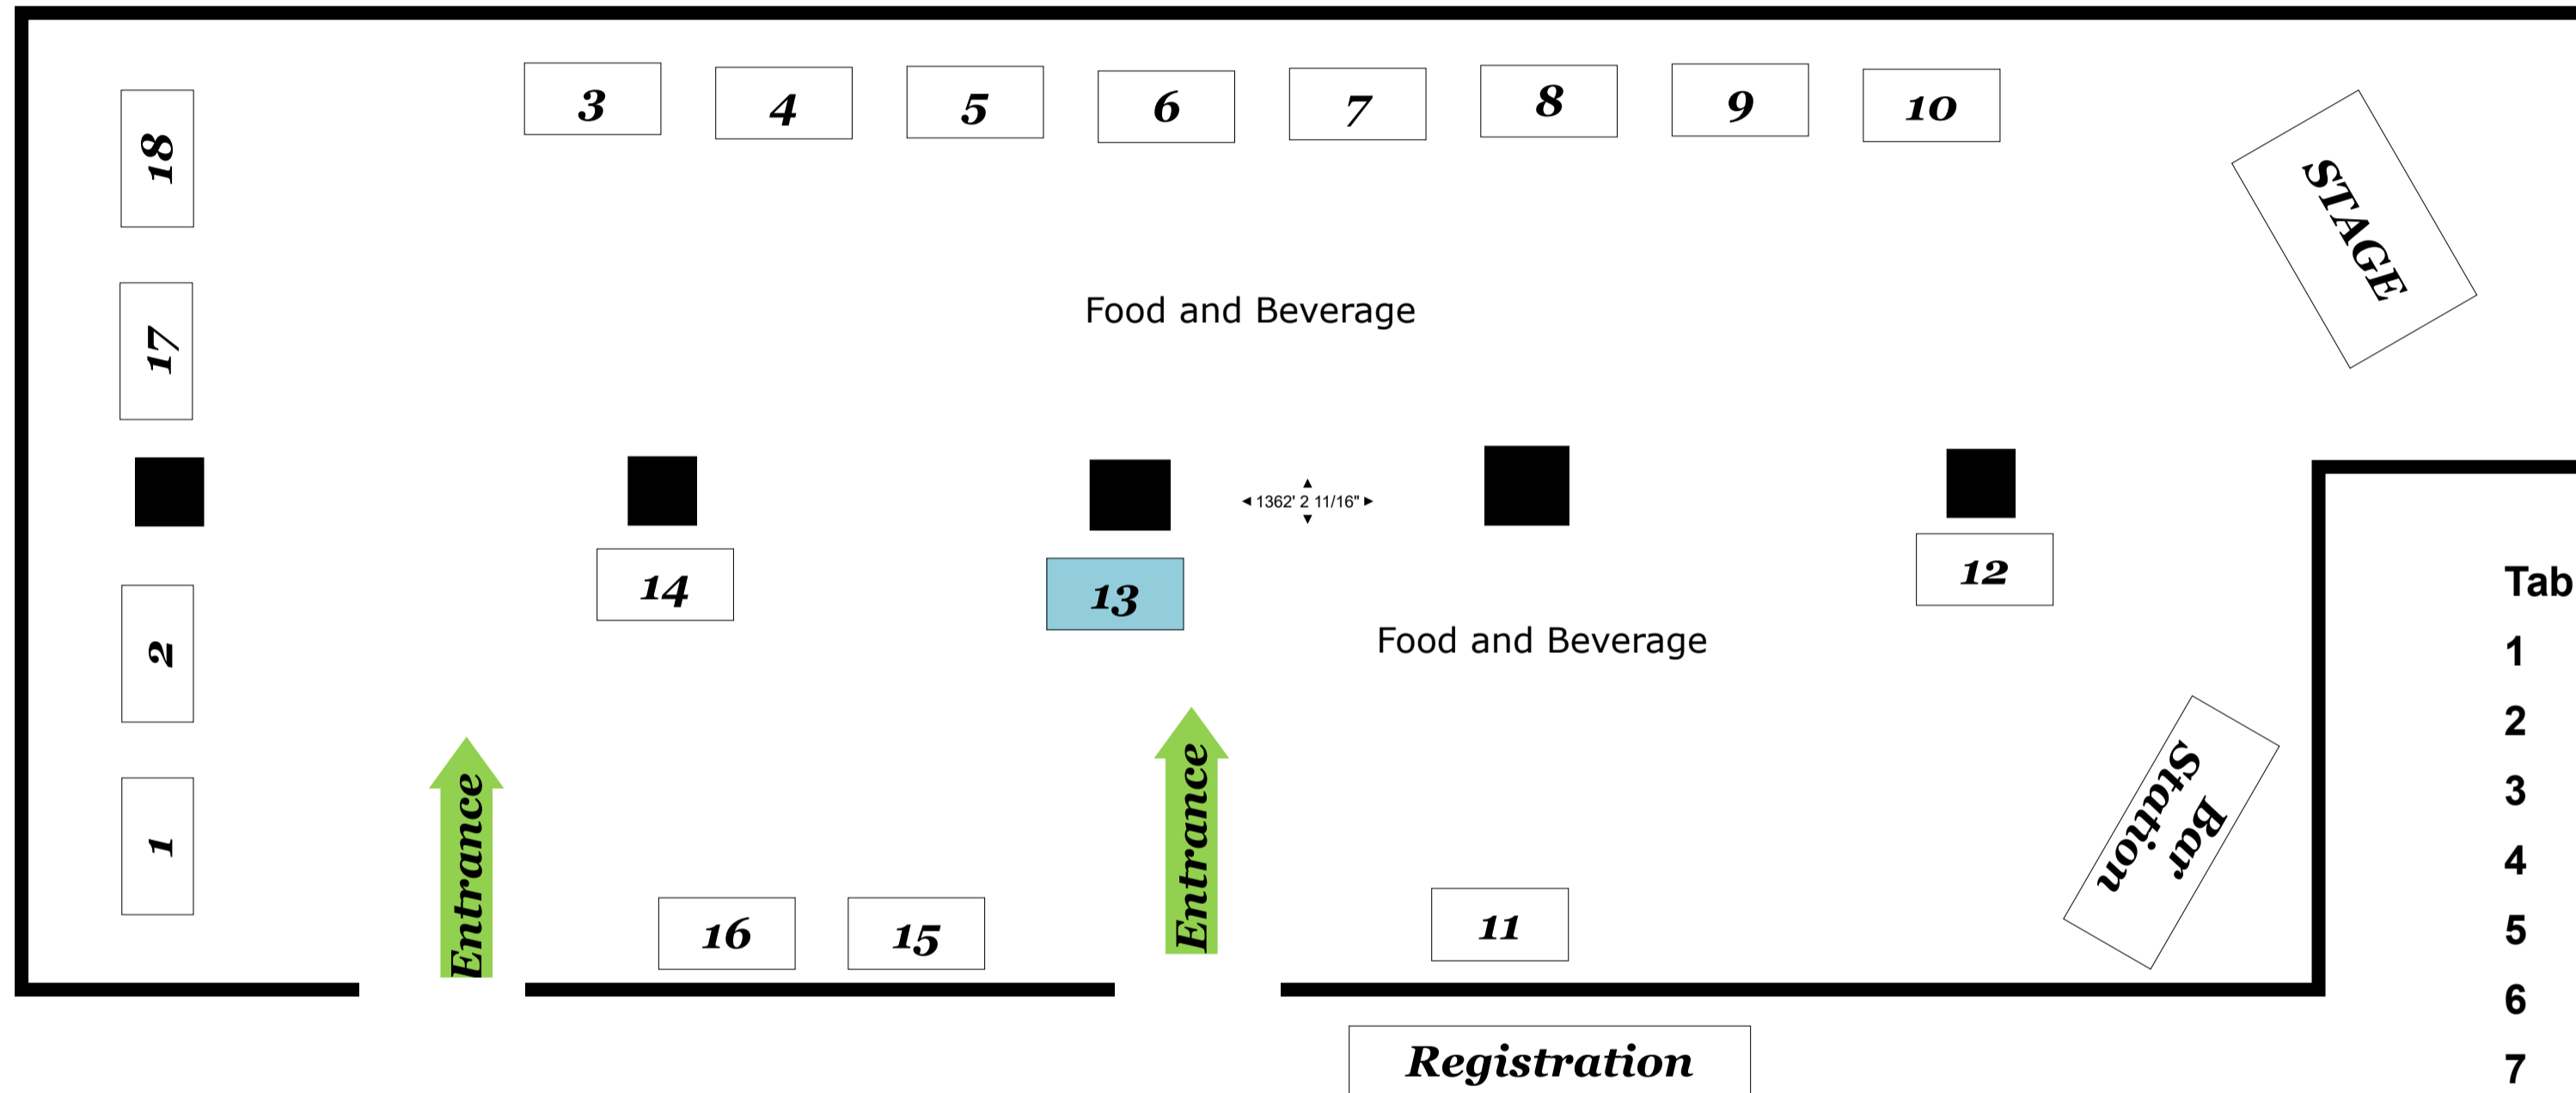 3
4
5
6
7
8
9
10
18
17
STAGE
Food and Beverage
1362' 2 11/16"
14
13
12
Food and Beverage
2
1
Entrance
Entrance
16
15
11
Bar
Station
Registration
Tab
1
2
3
4
5
6
7